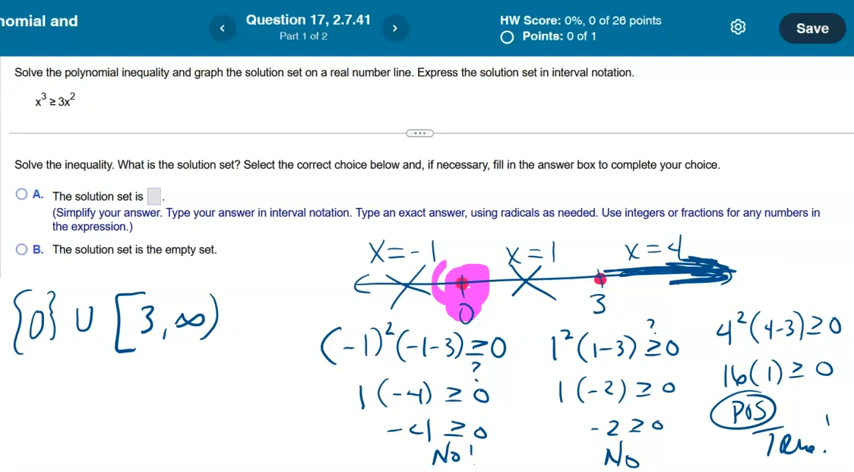 nomial and
Question 17, 2.7.41
Part 1 of 2
HW Score: 0%, 0 of 26 points
Points: 0 of 1
Save
Solve the polynomial inequality and graph the solution set on a real number line. Express the solution set in interval notation.
x³ ≥ 3x²
Solve the inequality. What is the solution set? Select the correct choice below and, if necessary, fill in the answer box to complete your choice.
A. The solution set is .
(Simplify your answer. Type your answer in interval notation. Type an exact answer, using radicals as needed. Use integers or fractions for any numbers in
the expression.)
B. The solution set is the empty set.
x=-1 x=1 x=4
0 3
{0} ∪ [3, ∞)
(-1)²(-1-3) ≥ 0
?
1(-4) ≥ 0
-4 ≥ 0
No!
?
1²(1-3) ≥ 0
1(-2) ≥ 0
-2 ≥ 0
No
4²(4-3) ≥ 0
16(1) ≥ 0
POS
True!